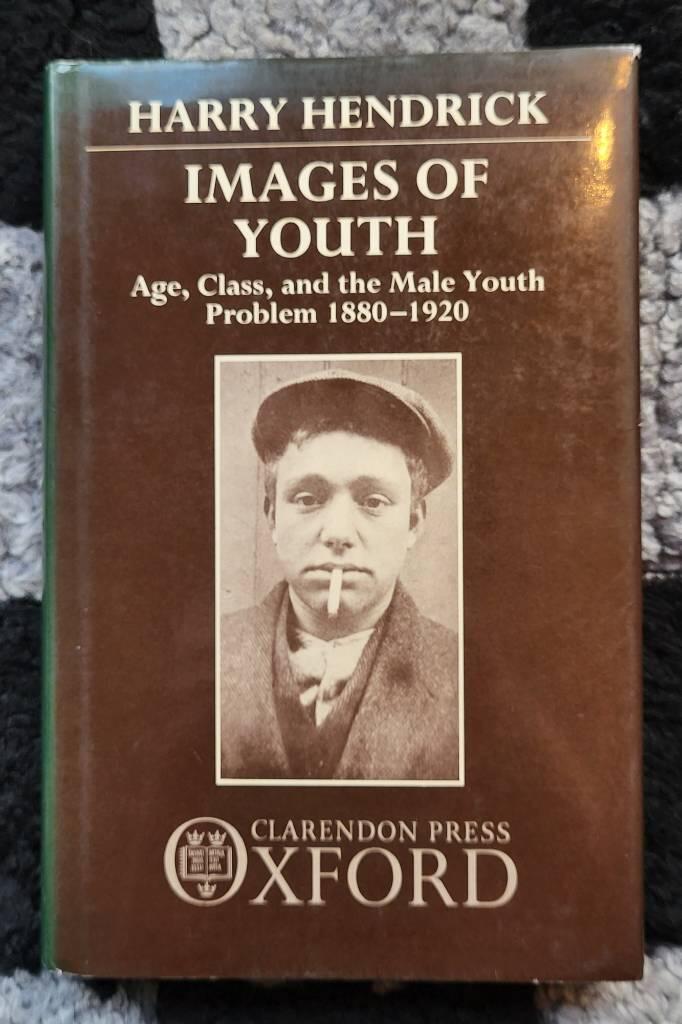 HARRY HENDRICK
IMAGES OF
YOUTH
Age, Class, and the Male Youth
Problem 1880–1920
CLARENDON PRESS
OXFORD